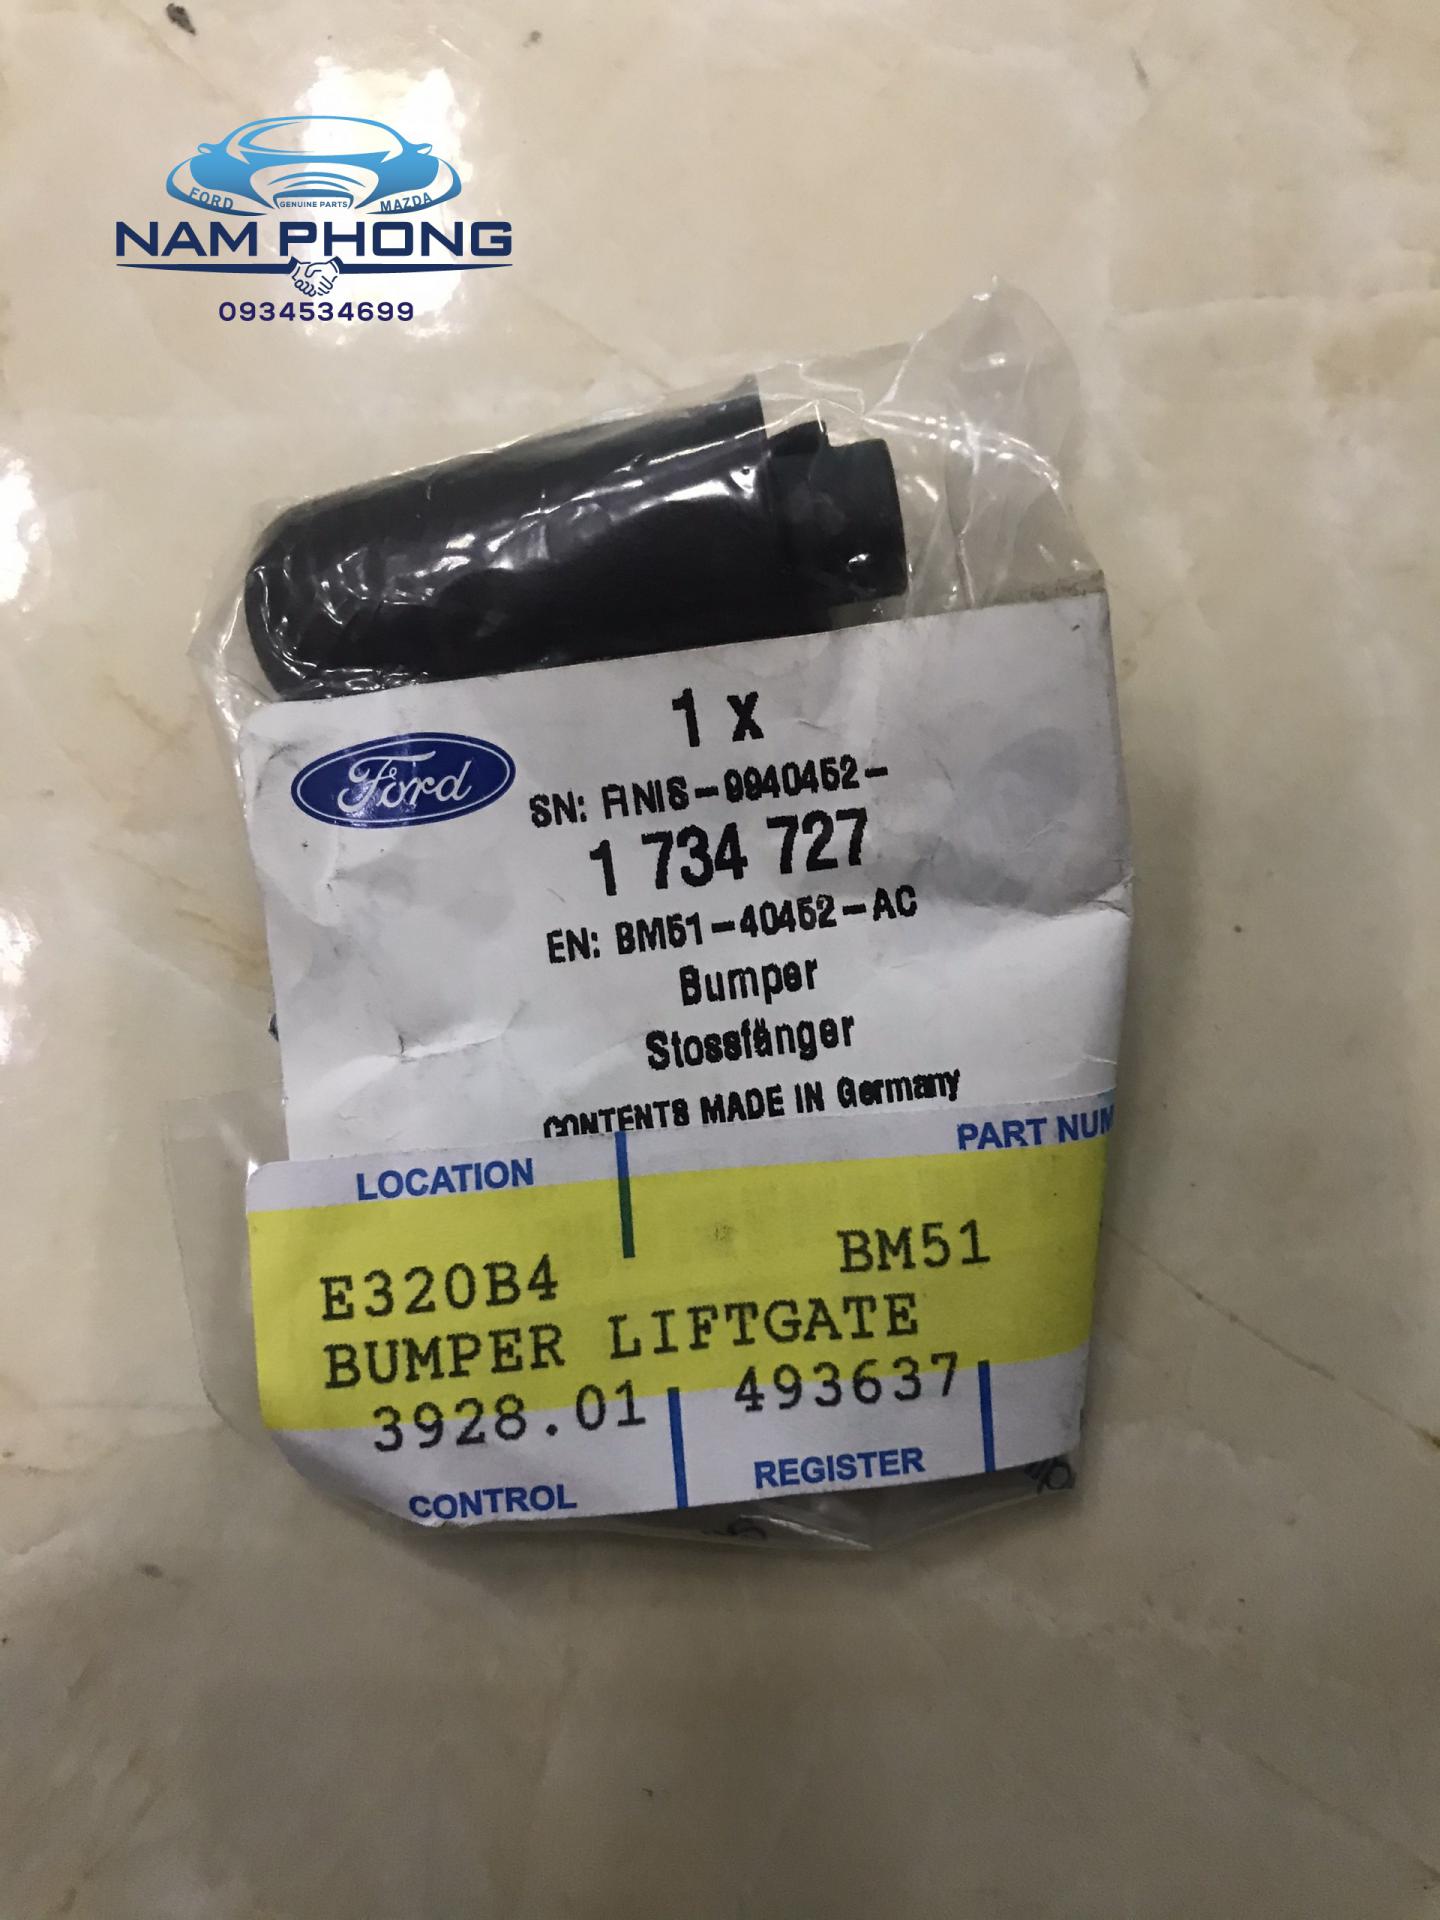 FORD GENUINE PARTS MAZDA
NAM PHONG
0934534699
1 x
Ford
SN: FINIS-9940452-
1 734 727
EN: BM51-40452-AC
Bumper
Stossfänger
CONTENTS MADE IN Germany
LOCATION PART NUM
E320B4 BM51
BUMPER LIFTGATE
3928.01 493637
CONTROL REGISTER